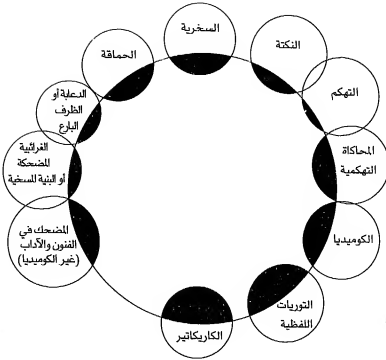 السخرية
النكتة
التهكم
المحاكاة
التهكمية
الكوميديا
التوريات
اللفظية
الكاريكاتير
المضحك في
الفنون والآداب
(غير الكوميديا)
الغرائبية
المضحكة
أو البنية المسخية
الدعابة أو
الظرف
البارع
الحماقة